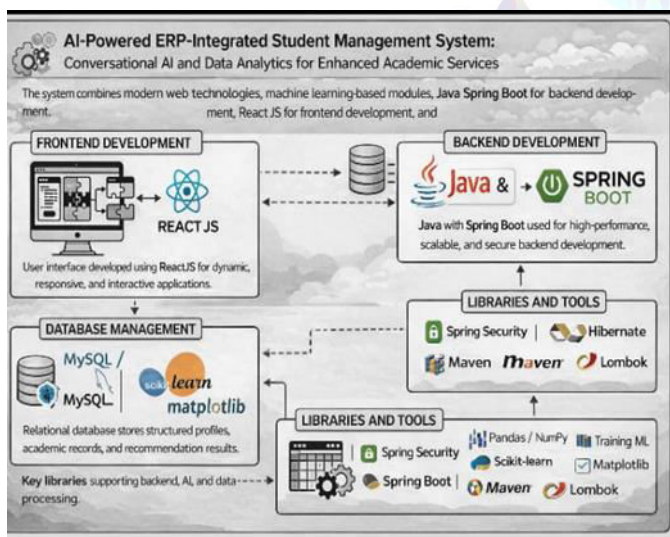 AI-Powered ERP-Integrated Student Management System:
Conversational AI and Data Analytics for Enhanced Academic Services
The system combines modern web technologies, machine learning-based modules, Java Spring Boot for backend develop-
ment. ment, React JS for frontend development, and
FRONTEND DEVELOPMENT
REACT JS
User interface developed using ReactJS for dynamic,
responsive, and interactive applications.
BACKEND DEVELOPMENT
Java & SPRING
BOOT
Java with Spring Boot used for high-performance,
scalable, and secure backend development.
LIBRARIES AND TOOLS
Spring Security | Hibernate
Maven maven Lombok
DATABASE MANAGEMENT
MySQL /
MySQL
learn
matplotlib
Relational database stores structured profiles,
academic records, and recommendation results.
Key libraries supporting backend, AI, and data
processing.
LIBRARIES AND TOOLS
Spring Security
Spring Boot |
Pandas / NumPy
Training ML
Scikit-learn
Matplotlib
Maven
Lombok